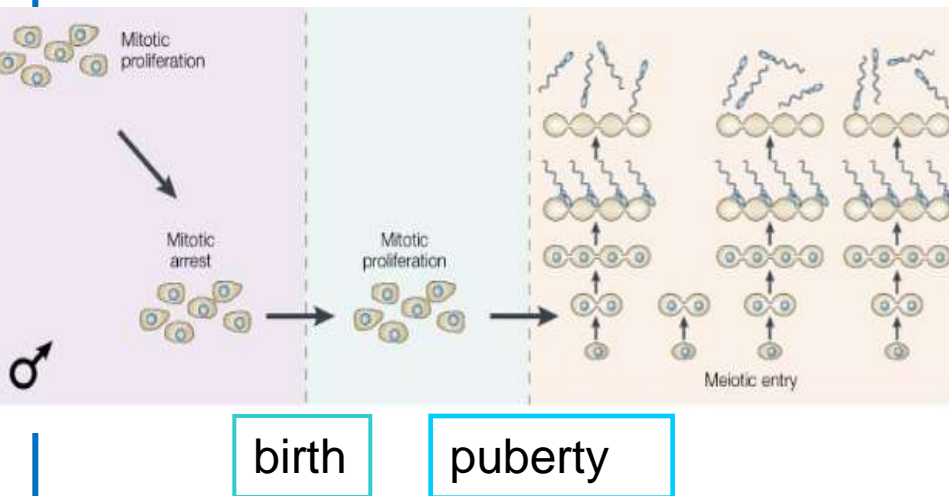 Mitotic
proliferation
Mitotic
arrest
Mitotic
proliferation
Meiotic entry
birth
puberty